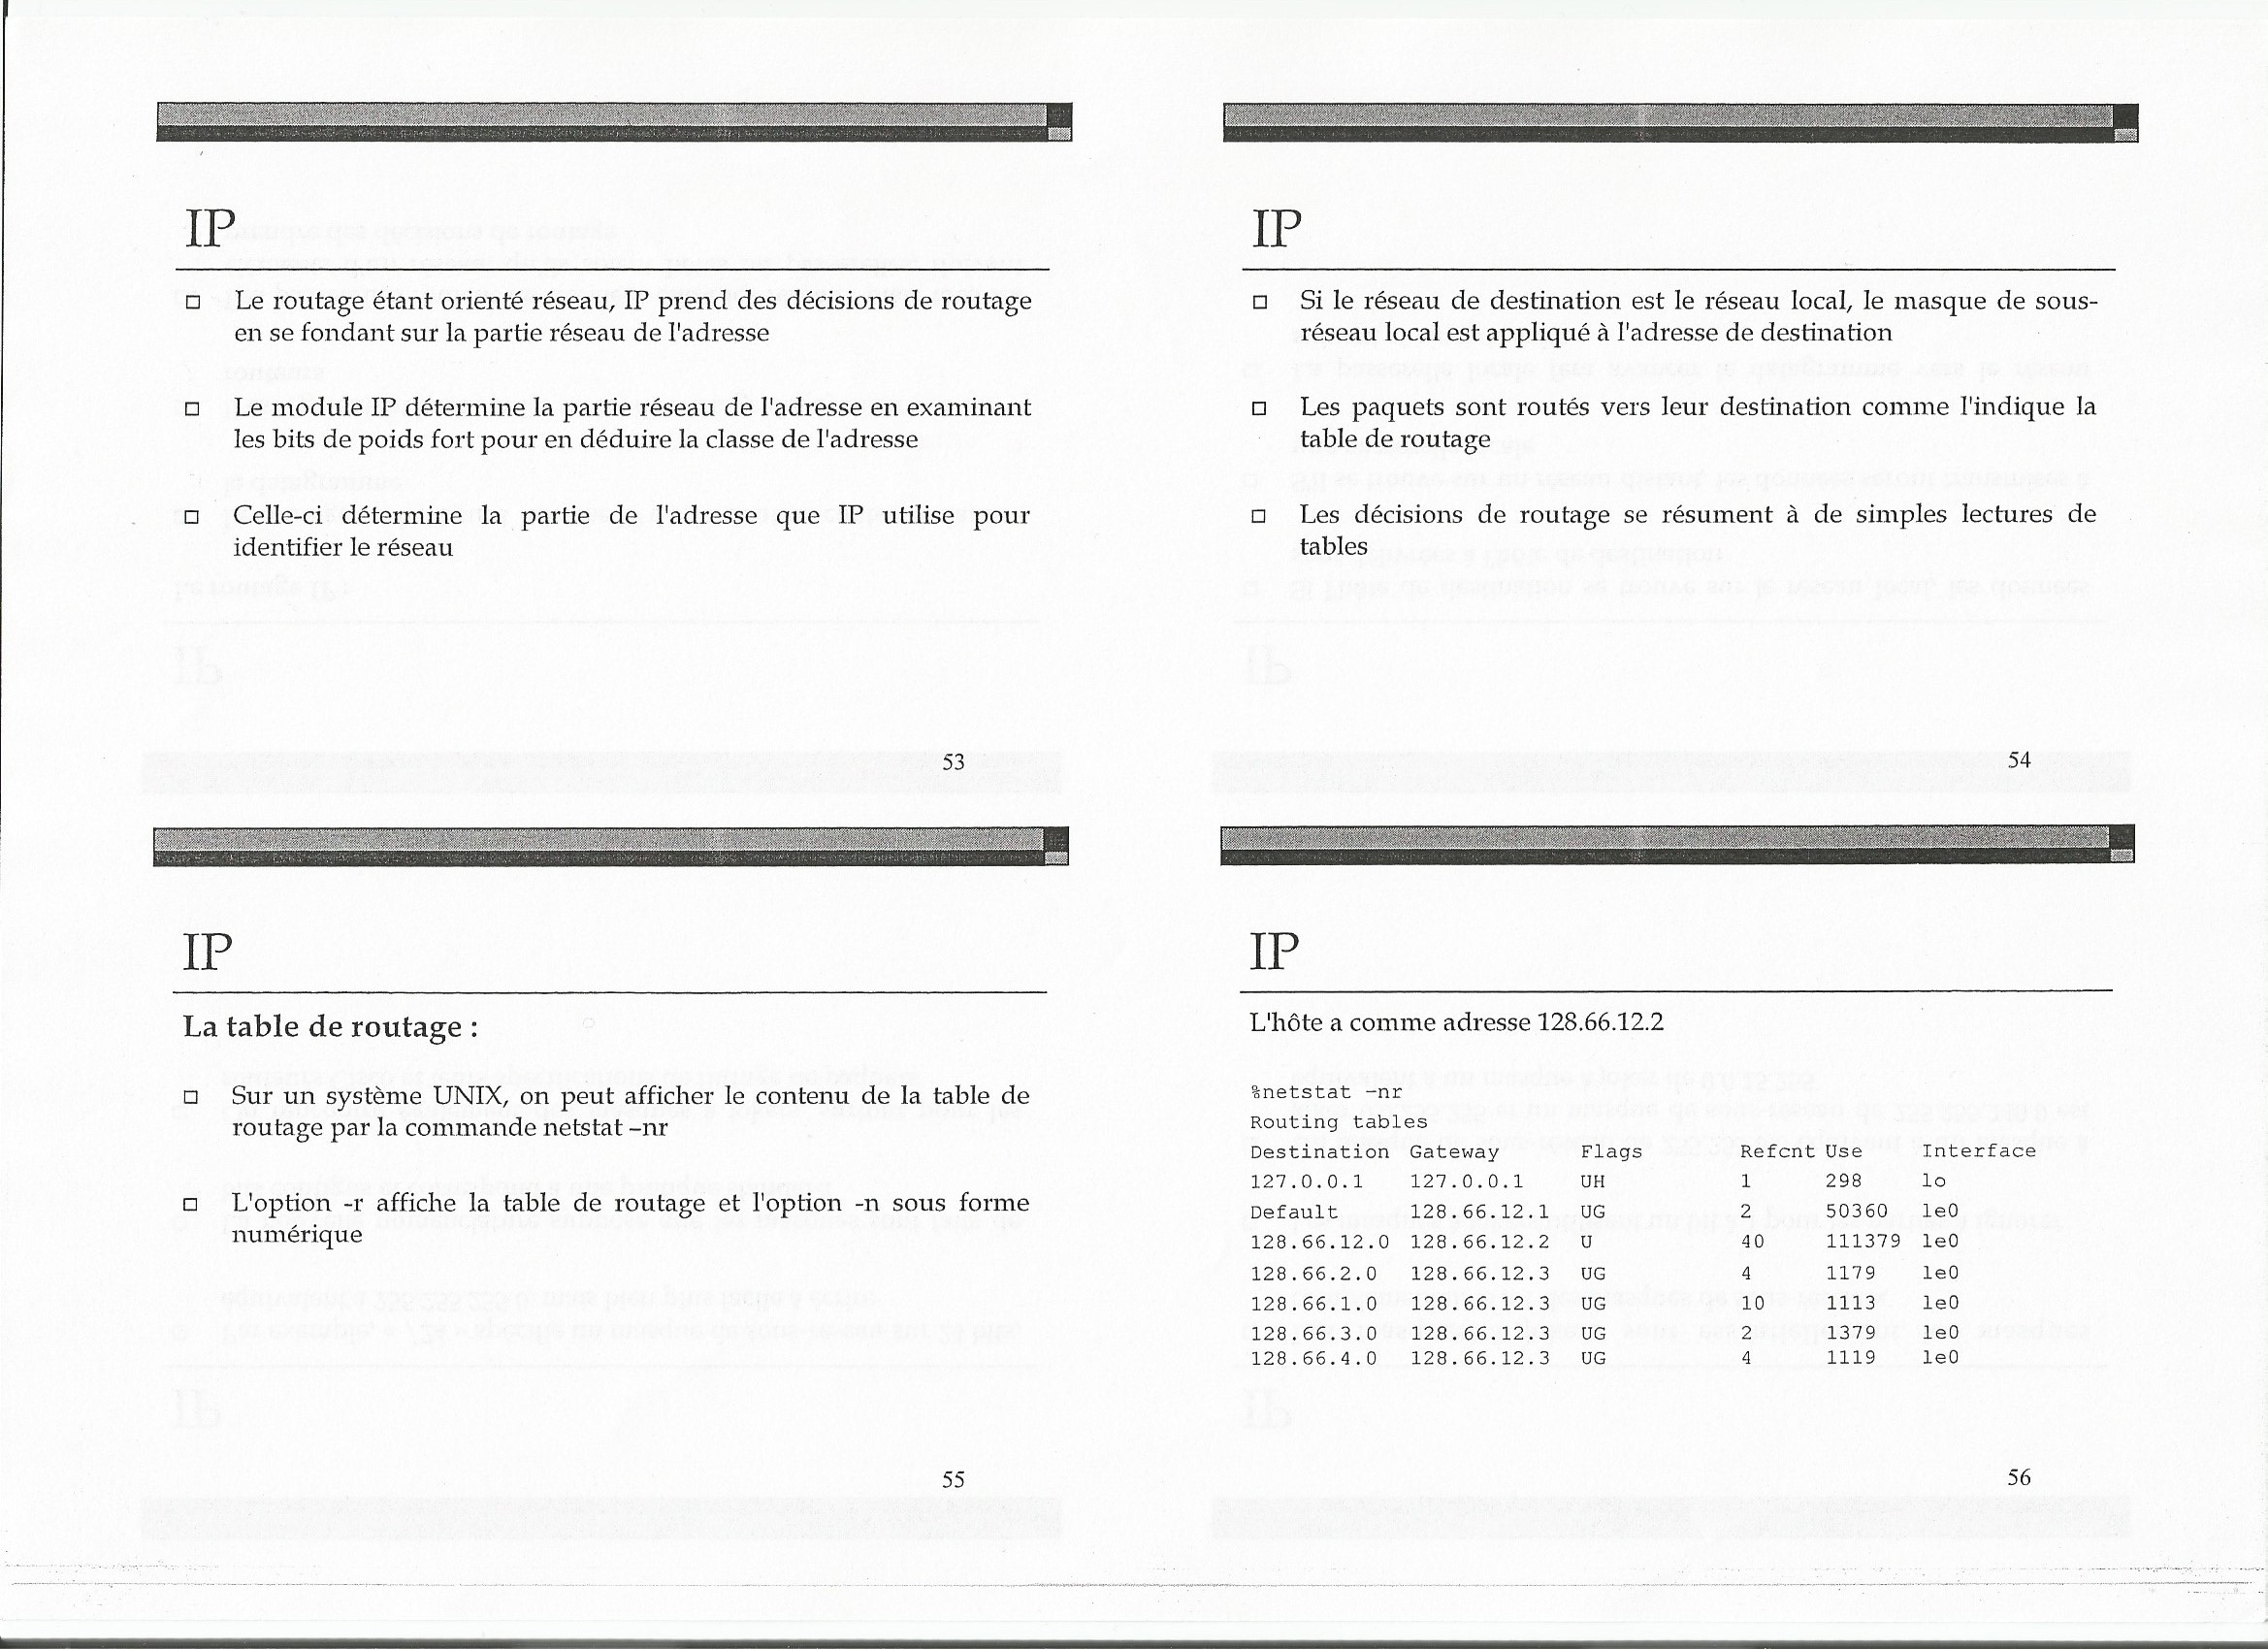 IP
Le routage étant orienté réseau, IP prend des décisions de routage
en se fondant sur la partie réseau de l'adresse
Le module IP détermine la partie réseau de l'adresse en examinant
les bits de poids fort pour en déduire la classe de l'adresse
Celle-ci détermine la partie de l'adresse que IP utilise pour
identifier le réseau
53
IP
Si le réseau de destination est le réseau local, le masque de sous-
réseau local est appliqué à l'adresse de destination
Les paquets sont routés vers leur destination comme l'indique la
table de routage
Les décisions de routage se résument à de simples lectures de
tables
54
IP
La table de routage :
Sur un système UNIX, on peut afficher le contenu de la table de
routage par la commande netstat –nr
L'option -r affiche la table de routage et l'option -n sous forme
numérique
55
IP
L'hôte a comme adresse 128.66.12.2
%netstat –nr
Routing tables
Destination Gateway Flags Refcnt Use Interface
127.0.0.1 127.0.0.1 UH 1 298 lo
Default 128.66.12.1 UG 2 50360 le0
128.66.12.0 128.66.12.2 U 40 111379 le0
128.66.2.0 128.66.12.3 UG 4 1179 le0
128.66.1.0 128.66.12.3 UG 10 1113 le0
128.66.3.0 128.66.12.3 UG 2 1379 le0
128.66.4.0 128.66.12.3 UG 4 1119 le0
56